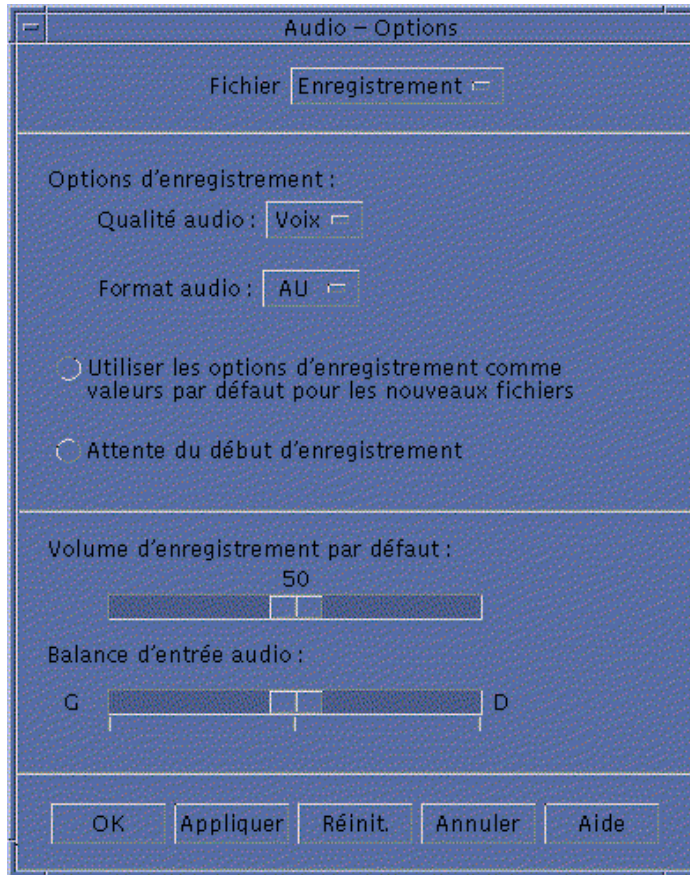 Audio – Options
Fichier Enregistrement
Options d'enregistrement :
Qualité audio : Voix
Format audio : AU
Utiliser les options d'enregistrement comme
valeurs par défaut pour les nouveaux fichiers
Attente du début d'enregistrement
Volume d'enregistrement par défaut :
50
Balance d'entrée audio :
G D
OK Appliquer Réinit. Annuler Aide